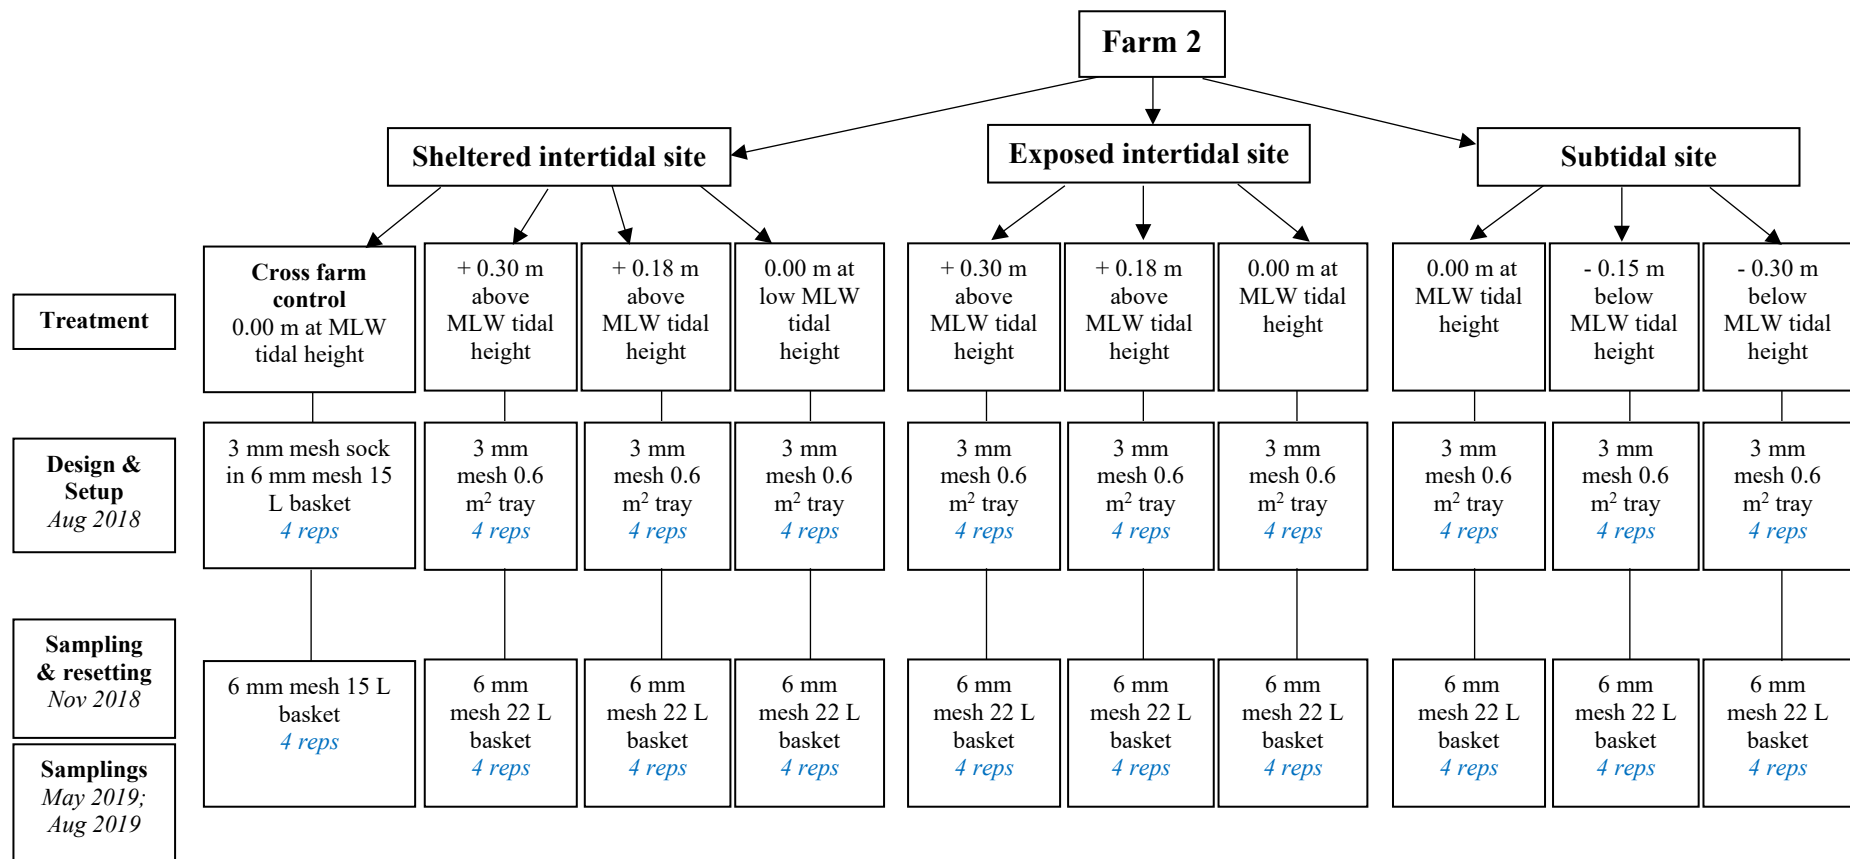 Farm 2
Sheltered intertidal site
Exposed intertidal site
Subtidal site
Treatment
Cross farm
control
0.00 m at MLW
tidal height
+ 0.30 m
above
MLW tidal
height
+ 0.18 m
above
MLW tidal
height
0.00 m at
low MLW
tidal
height
+ 0.30 m
above
MLW tidal
height
+ 0.18 m
above
MLW tidal
height
0.00 m at
MLW tidal
height
0.00 m at
MLW tidal
height
- 0.15 m
below
MLW tidal
height
- 0.30 m
below
MLW tidal
height
Design &
Setup
Aug 2018
3 mm mesh sock
in 6 mm mesh 15
L basket
4 reps
3 mm
mesh 0.6
m² tray
4 reps
3 mm
mesh 0.6
m² tray
4 reps
3 mm
mesh 0.6
m² tray
4 reps
3 mm
mesh 0.6
m² tray
4 reps
3 mm
mesh 0.6
m² tray
4 reps
3 mm
mesh 0.6
m² tray
4 reps
3 mm
mesh 0.6
m² tray
4 reps
3 mm
mesh 0.6
m² tray
4 reps
3 mm
mesh 0.6
m² tray
4 reps
Sampling
& resetting
Nov 2018
Samplings
May 2019;
Aug 2019
6 mm mesh 15 L
basket
4 reps
6 mm
mesh 22 L
basket
4 reps
6 mm
mesh 22 L
basket
4 reps
6 mm
mesh 22 L
basket
4 reps
6 mm
mesh 22 L
basket
4 reps
6 mm
mesh 22 L
basket
4 reps
6 mm
mesh 22 L
basket
4 reps
6 mm
mesh 22 L
basket
4 reps
6 mm
mesh 22 L
basket
4 reps
6 mm
mesh 22 L
basket
4 reps